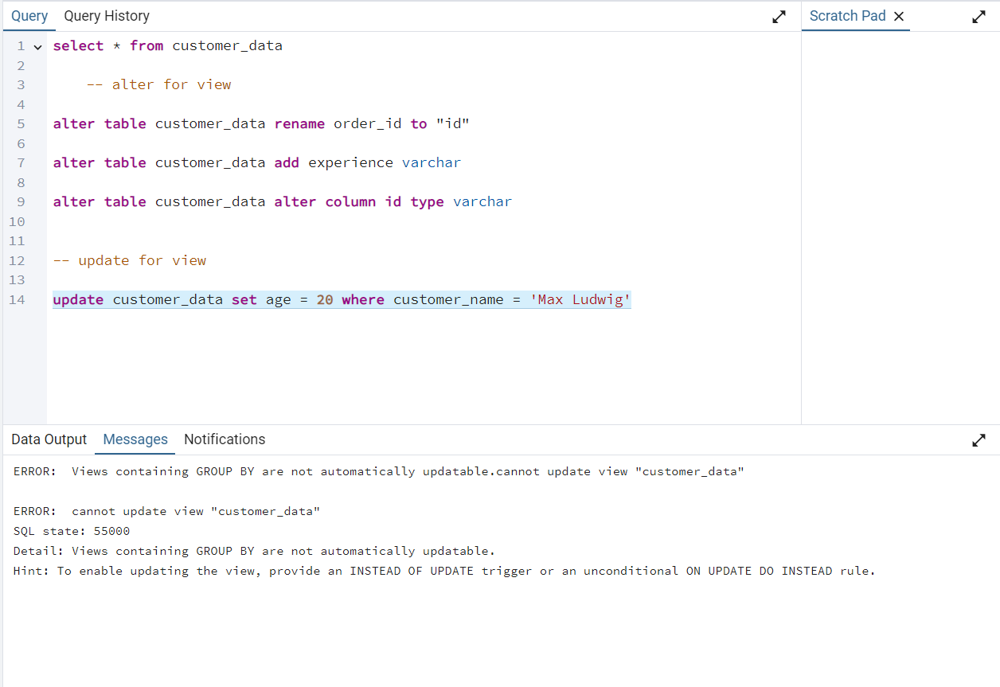 Query Query History Scratch Pad ×
1 select * from customer_data
2
3 -- alter for view
4
5 alter table customer_data rename order_id to "id"
6
7 alter table customer_data add experience varchar
8
9 alter table customer_data alter column id type varchar
10
11
12 -- update for view
13
14 update customer_data set age = 20 where customer_name = 'Max Ludwig'
Data Output Messages Notifications
ERROR:  Views containing GROUP BY are not automatically updatable.cannot update view "customer_data"
ERROR:  cannot update view "customer_data"
SQL state: 55000
Detail: Views containing GROUP BY are not automatically updatable.
Hint: To enable updating the view, provide an INSTEAD OF UPDATE trigger or an unconditional ON UPDATE DO INSTEAD rule.